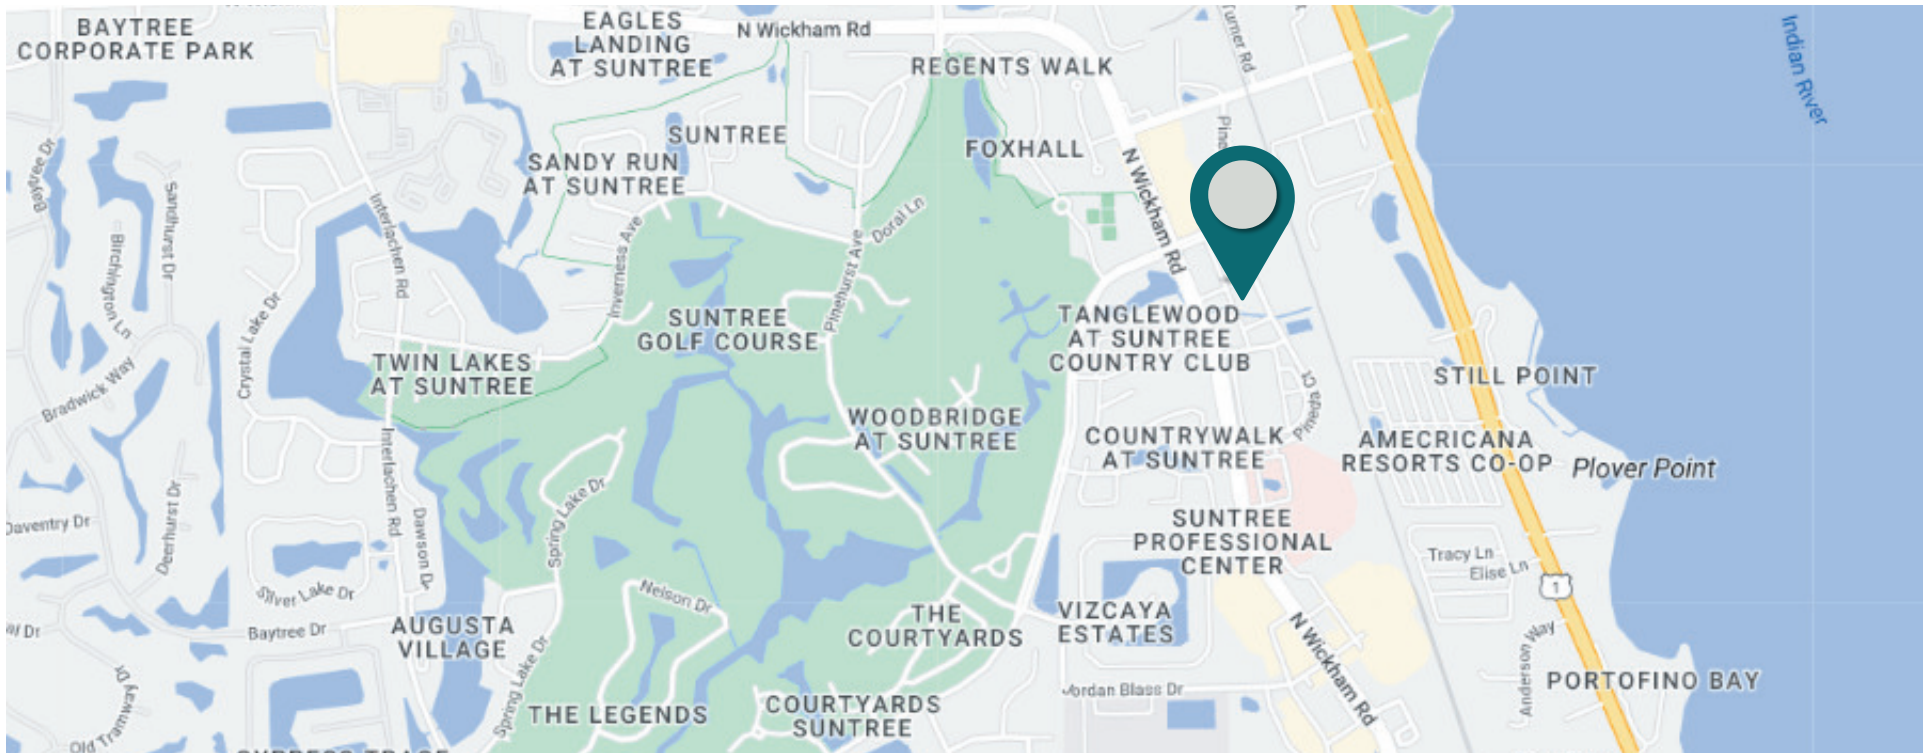 BAYTREE
CORPORATE PARK
EAGLES
LANDING
AT SUNTREE
N Wickham Rd
REGENTS WALK
Turner Rd
Indian River
SUNTREE
SANDY RUN
AT SUNTREE
FOXHALL
N Wickham Rd
Baytree Dr
Sandhurst Dr
Birchington Ln
Interlachen Rd
Inverness Ave
Doral Ln
Pinehurst Ave
Crystal Lake Dr
SUNTREE
GOLF COURSE
TANGLEWOOD
AT SUNTREE
COUNTRY CLUB
TWIN LAKES
AT SUNTREE
STILL POINT
Bradwick Way
WOODBRIDGE
AT SUNTREE
Pineda Ct
COUNTRYWALK
AT SUNTREE
AMECRICANA
RESORTS CO-OP
Plover Point
Interlachen Rd
Daventry Dr
Deerhurst Dr
Dawson Dr
Spring Lake Dr
SUNTREE
PROFESSIONAL
CENTER
Tracy Ln
Elise Ln
1
Silver Lake Dr
Nelson Dr
Baytree Dr
AUGUSTA
VILLAGE
THE
COURTYARDS
VIZCAYA
ESTATES
N Wickham Rd
Anderson Way
PORTOFINO BAY
Jordan Blass Dr
Spring Lake Dr
Old Tramway Dr
THE LEGENDS
COURTYARDS
SUNTREE